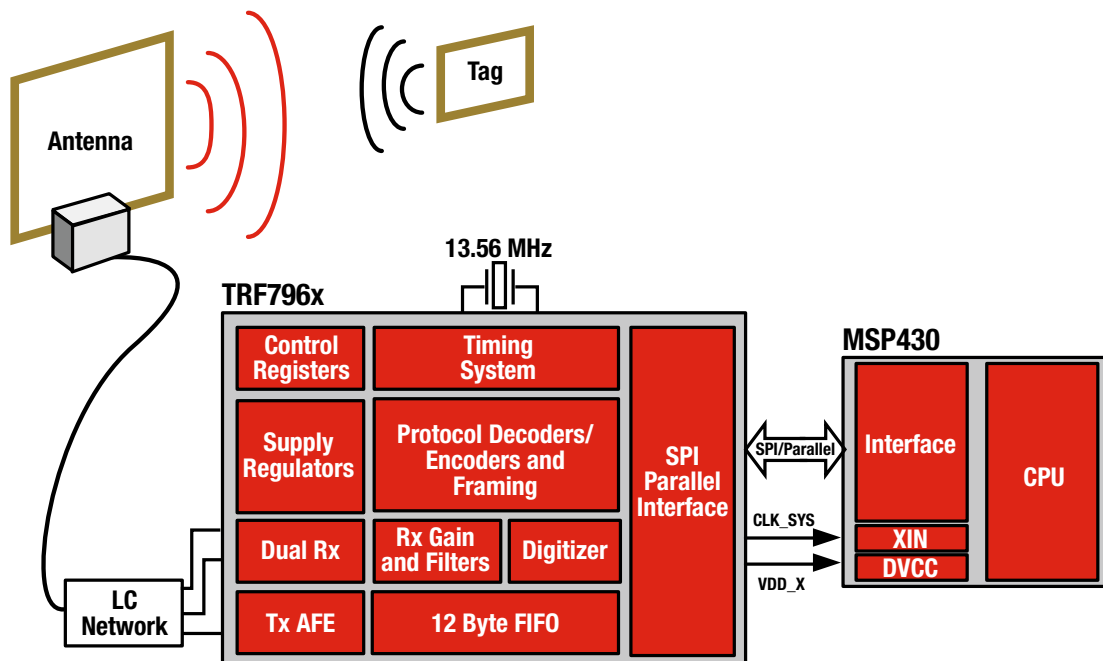 Tag
Antenna
13.56 MHz
TRF796x
MSP430
Control
Registers
Timing
System
Supply
Regulators
Protocol Decoders/
Encoders and
Framing
SPI
Parallel
Interface
SPI/Parallel
Interface
CPU
Dual Rx
Rx Gain
and Filters
Digitizer
CLK_SYS
XIN
VDD_X
DVCC
LC
Network
Tx AFE
12 Byte FIFO